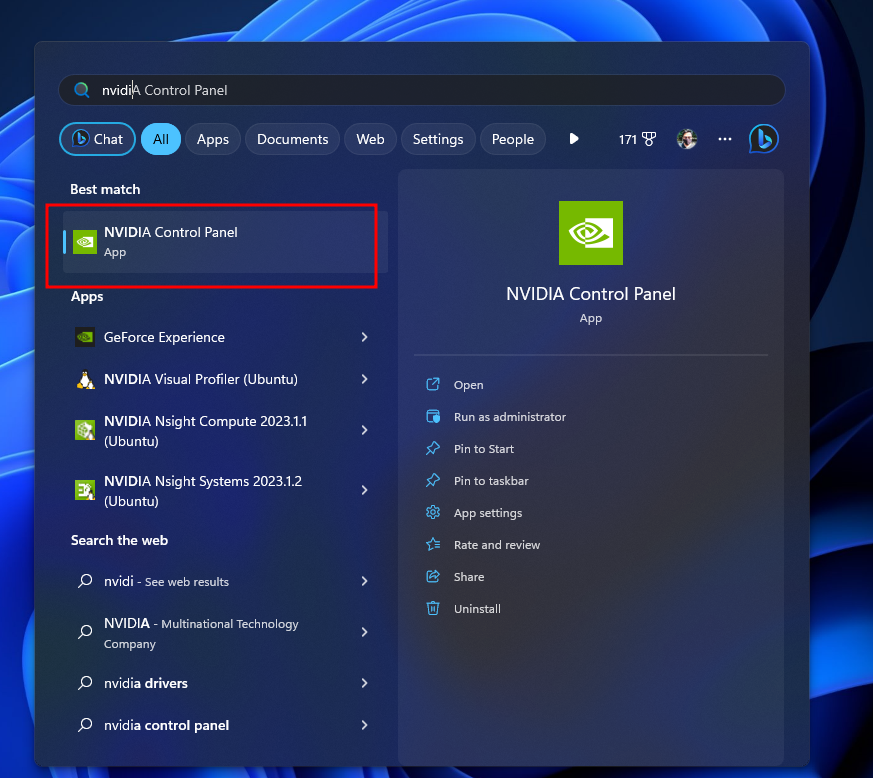 nvidiA Control Panel
Chat
All
Apps
Documents
Web
Settings
People
171
Best match
NVIDIA Control Panel
App
Apps
GeForce Experience
NVIDIA Visual Profiler (Ubuntu)
NVIDIA Nsight Compute 2023.1.1
(Ubuntu)
NVIDIA Nsight Systems 2023.1.2
(Ubuntu)
Search the web
nvidi - See web results
NVIDIA - Multinational Technology
Company
nvidia drivers
nvidia control panel
NVIDIA Control Panel
App
Open
Run as administrator
Pin to Start
Pin to taskbar
App settings
Rate and review
Share
Uninstall